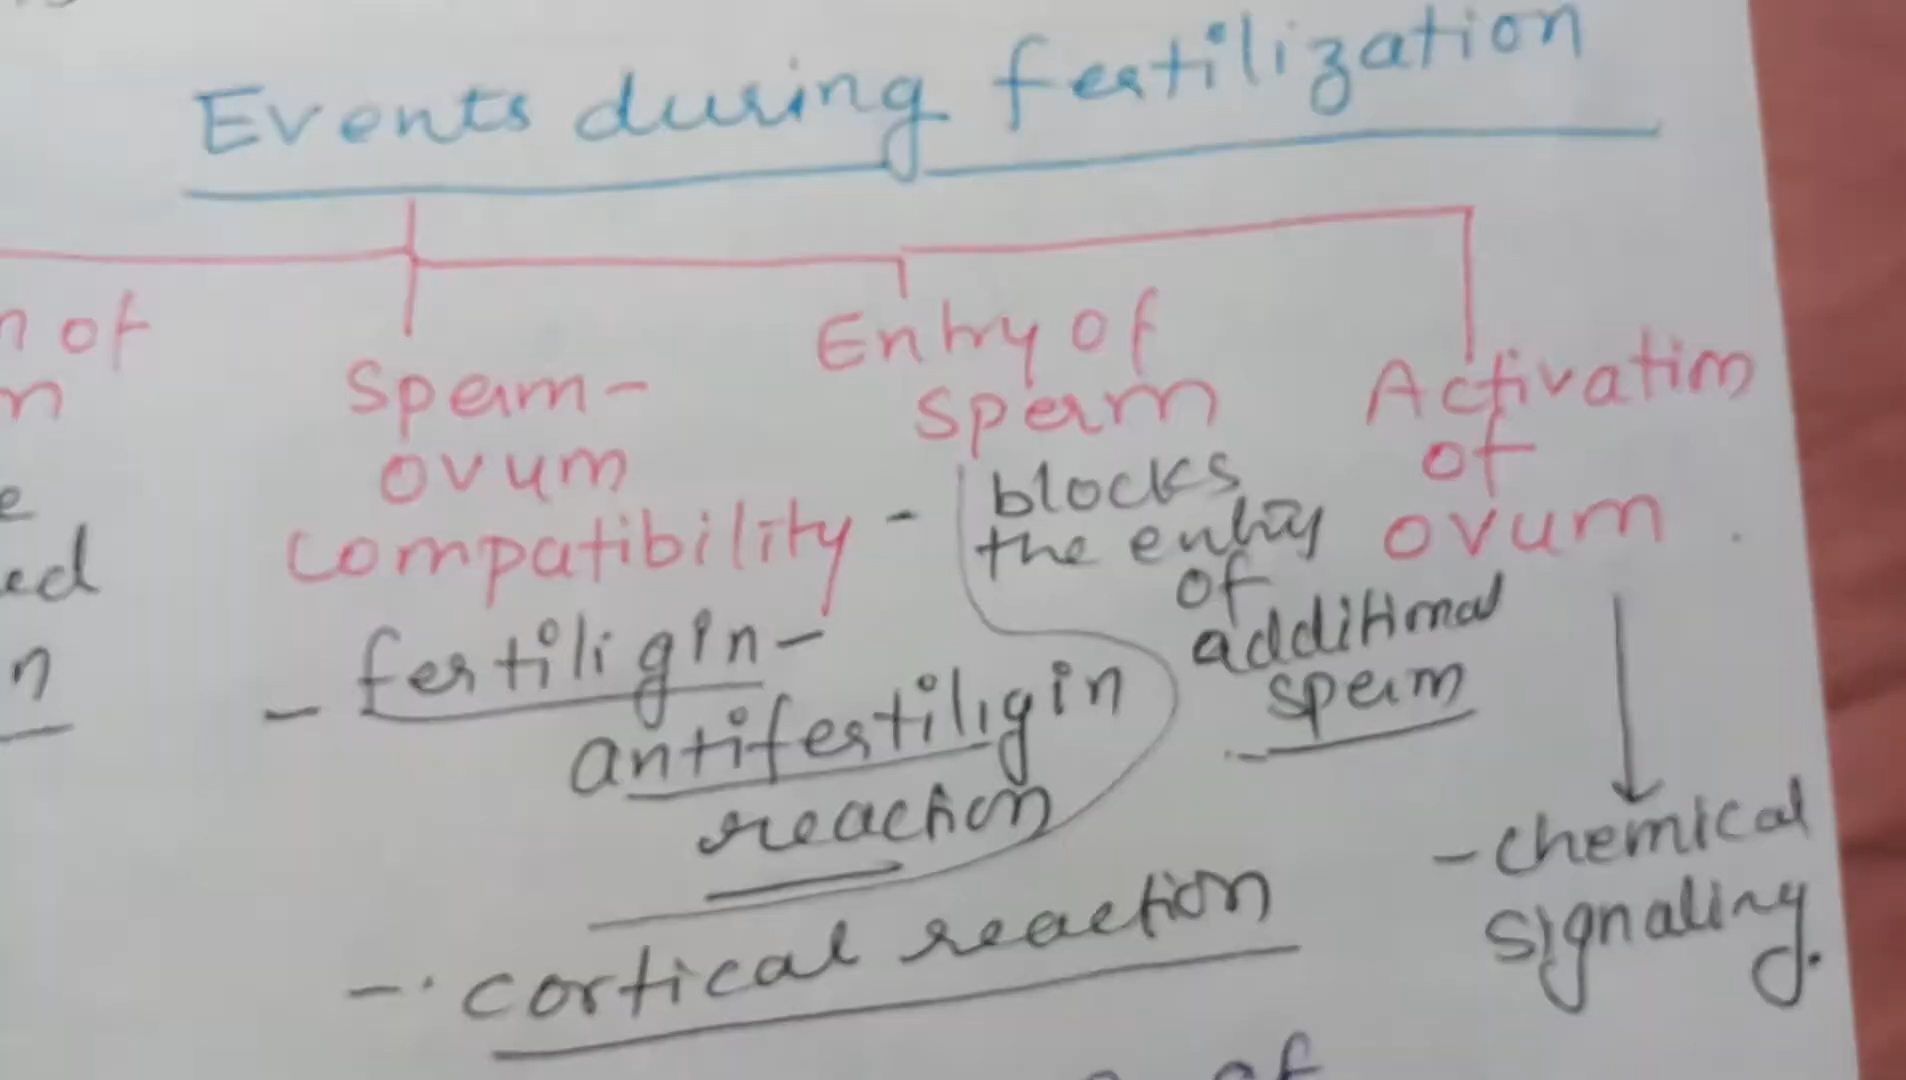 Events during fertilization
n of
n
e
ed
n
Sperm-
ovum
compatibility -
- fertiligin-
antifertiligin
reaction
-. cortical reaction
Entry of
sperm
blocks
the entry
of
additional
sperm
Activation
of
ovum .
- chemical
signaling.
of